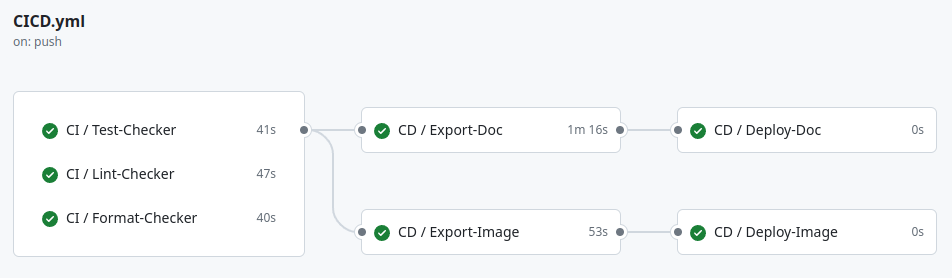 CICD.yml
on: push
CI / Test-Checker 41s
CI / Lint-Checker 47s
CI / Format-Checker 40s
CD / Export-Doc 1m 16s
CD / Deploy-Doc 0s
CD / Export-Image 53s
CD / Deploy-Image 0s